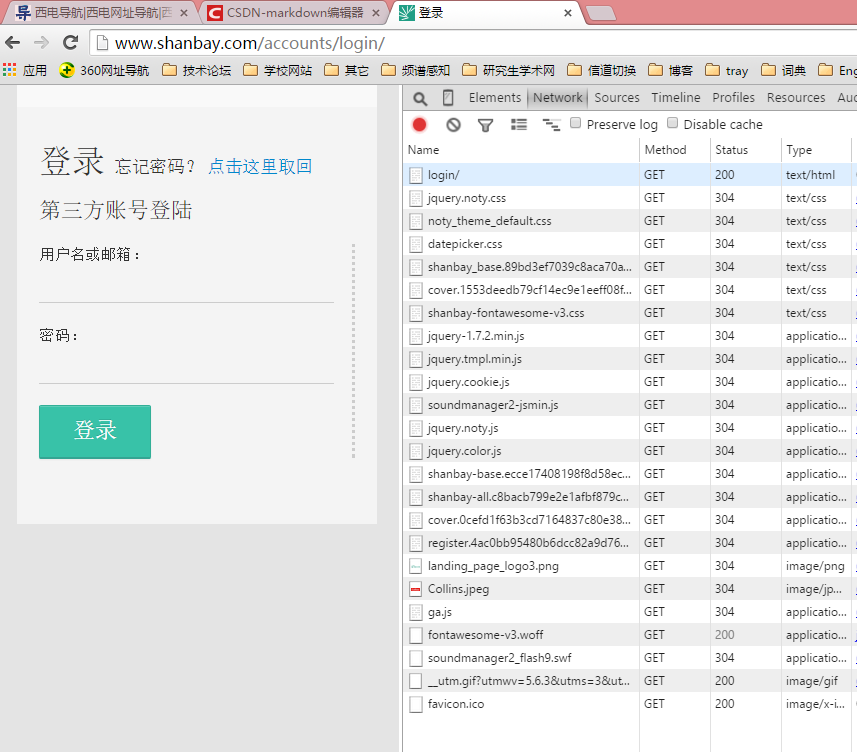 西电导航|西电网址导航|西 × CSDN-markdown编辑器 × 登录 ×
www.shanbay.com/accounts/login/
应用 360网址导航 技术论坛 学校网站 其它 频谱感知 研究生学术网 信道切换 博客 tray 词典 Eng
登录 忘记密码? 点击这里取回
第三方账号登陆
用户名或邮箱:
密码:
登录
Elements Network Sources Timeline Profiles Resources Auc
Preserve log Disable cache
Name Method Status Type
login/ GET 200 text/html
jquery.noty.css GET 304 text/css
noty_theme_default.css GET 304 text/css
datepicker.css GET 304 text/css
shanbay_base.89bd3ef7039c8aca70a... GET 304 text/css
cover.1553deedb79cf14ec9e1eeff08f... GET 304 text/css
shanbay-fontawesome-v3.css GET 304 text/css
jquery-1.7.2.min.js GET 304 applicatio...
jquery.tmpl.min.js GET 304 applicatio...
jquery.cookie.js GET 304 applicatio...
soundmanager2-jsmin.js GET 304 applicatio...
jquery.noty.js GET 304 applicatio...
jquery.color.js GET 304 applicatio...
shanbay-base.ecce17408198f8d58ec... GET 304 applicatio...
shanbay-all.c8bacb799e2e1afbf879c... GET 304 applicatio...
cover.0cefd1f63b3cd7164837c80e38... GET 304 applicatio...
register.4ac0bb95480b6dcc82a9d76... GET 304 applicatio...
landing_page_logo3.png GET 304 image/png
Collins.jpeg GET 304 image/jp...
ga.js GET 304 applicatio...
fontawesome-v3.woff GET 200 applicatio...
soundmanager2_flash9.swf GET 304 applicatio...
__utm.gif?utmwv=5.6.3&utms=3&ut... GET 200 image/gif
favicon.ico GET 200 image/x-i...